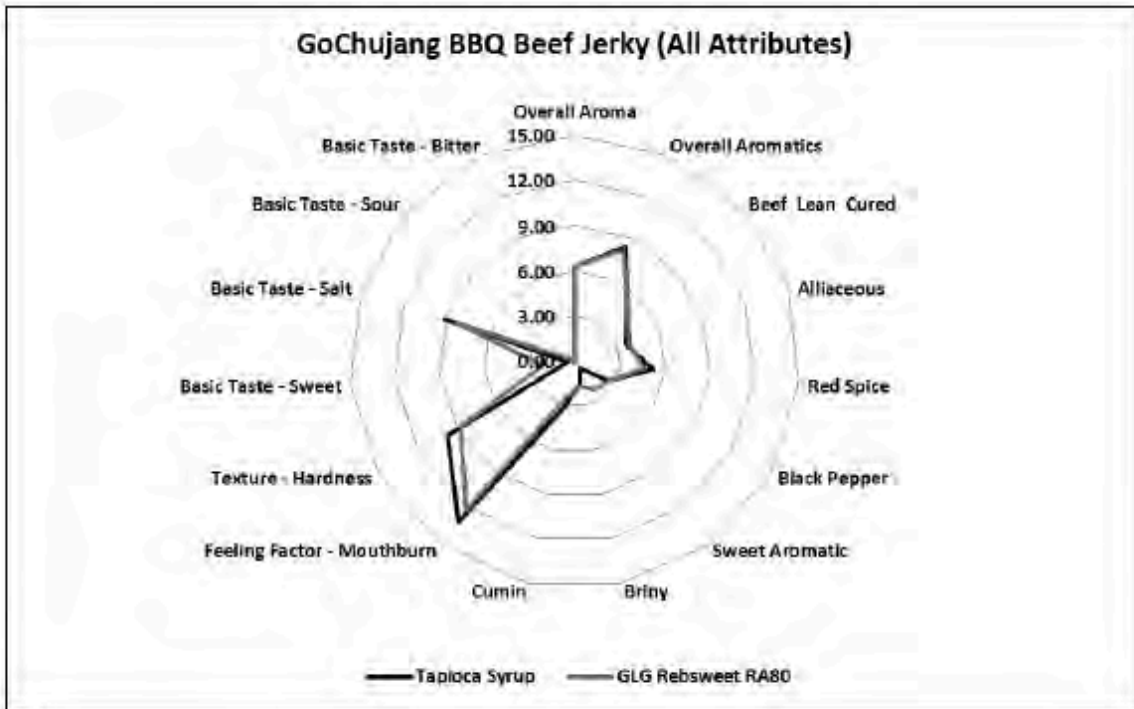 GoChujang BBQ Beef Jerky (All Attributes)
Overall Aroma
15.00
Basic Taste - Bitter
Overall Aromatics
12.00
Basic Taste - Sour
Beef Lean Cured
9.00
6.00
Basic Taste - Salt
Alliaceous
3.00
0.00
Basic Taste - Sweet
Red Spice
Texture - Hardness
Black Pepper
Feeling Factor - Mouthburn
Sweet Aromatic
Cumin
Briny
Tapioca Syrup
GLG Rebsweet RA80